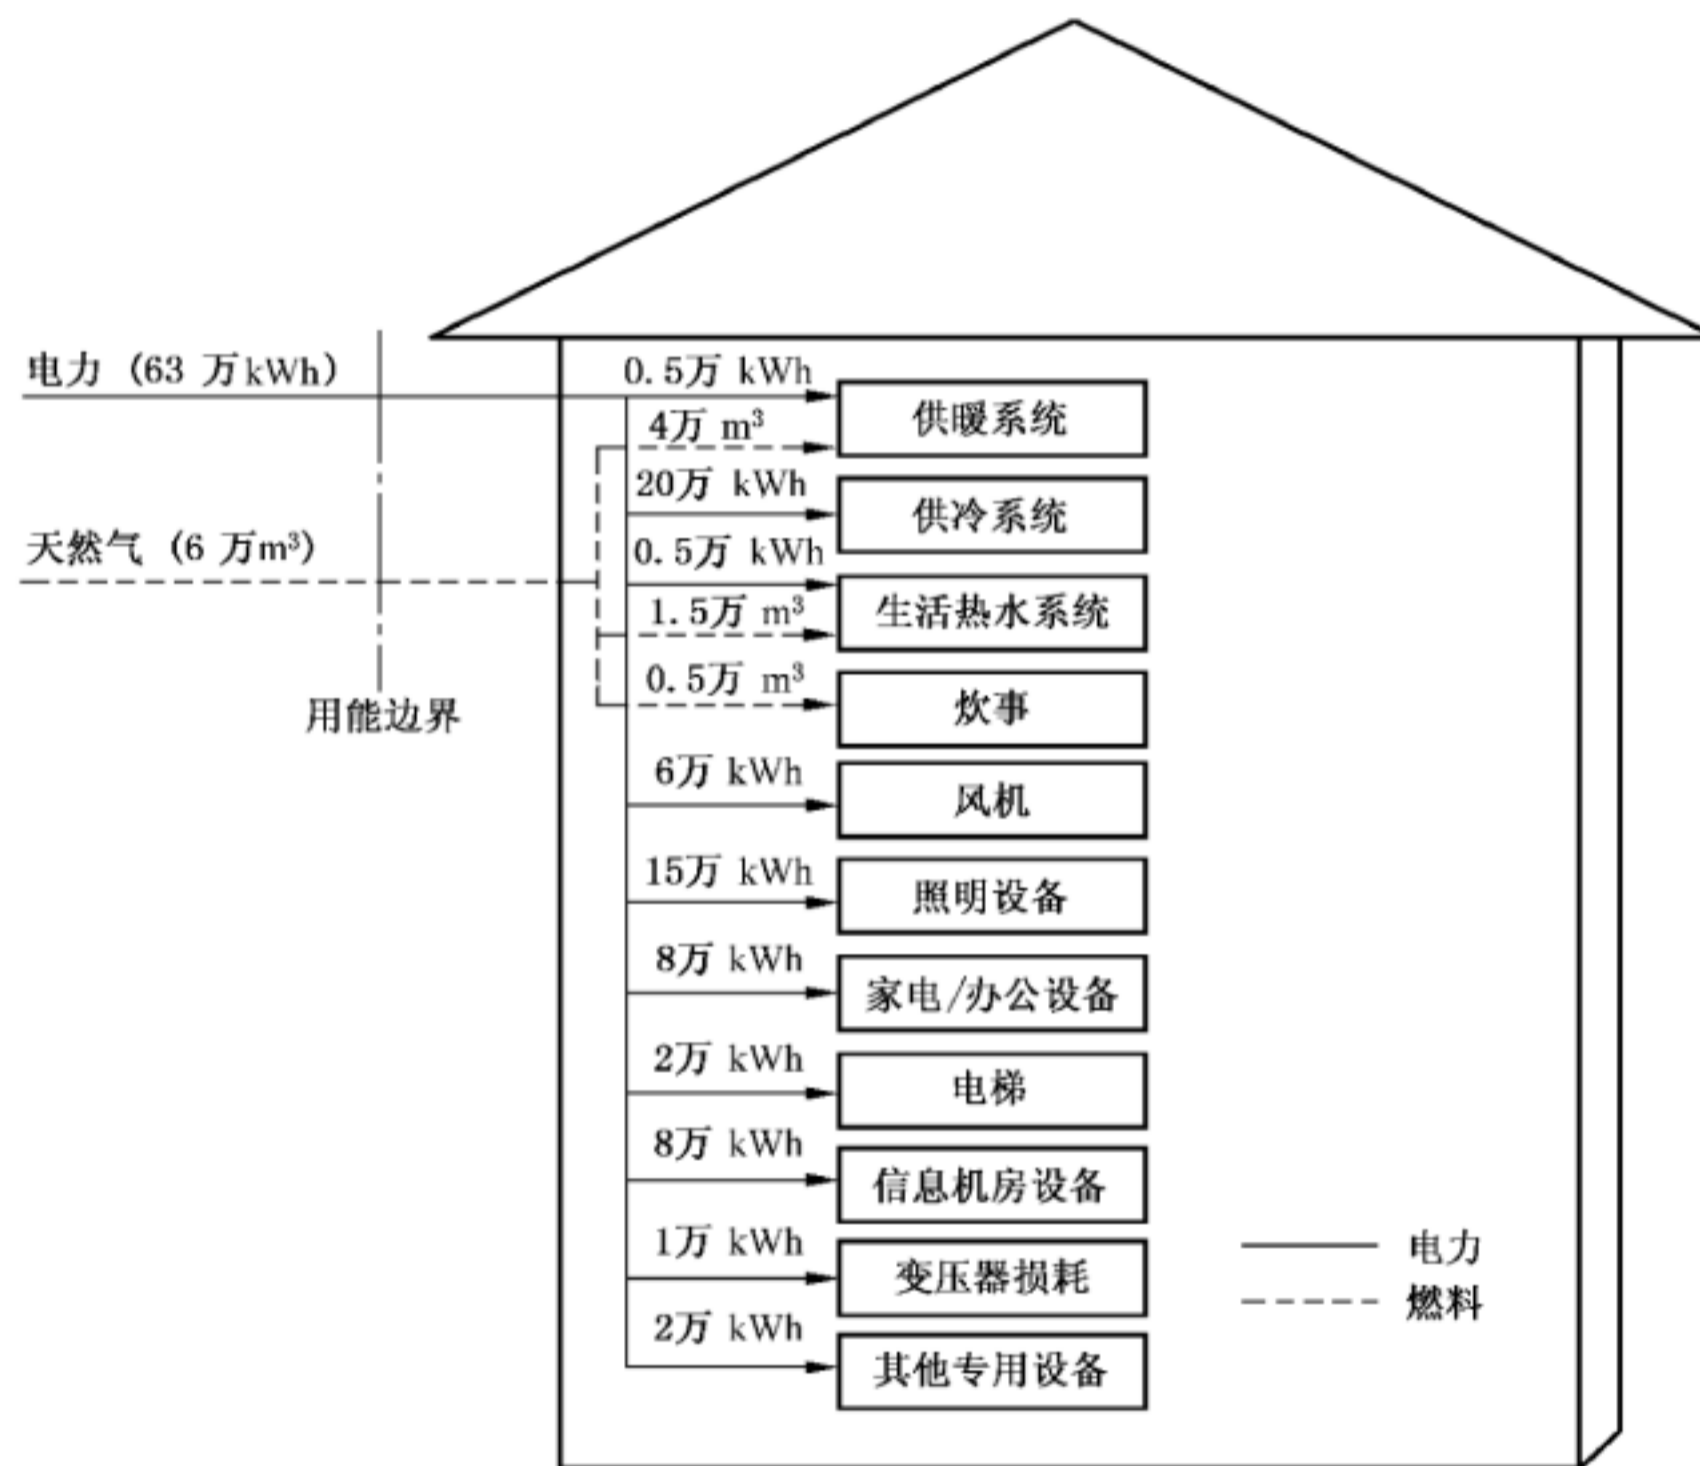 电力 (63 万kWh)
0.5万 kWh
供暖系统
4万 m³
20万 kWh
供冷系统
天然气 (6 万m³)
0.5万 kWh
生活热水系统
1.5万 m³
0.5万 m³
炊事
用能边界
6万 kWh
风机
15万 kWh
照明设备
8万 kWh
家电/办公设备
2万 kWh
电梯
8万 kWh
信息机房设备
1万 kWh
变压器损耗
2万 kWh
其他专用设备
电力
燃料